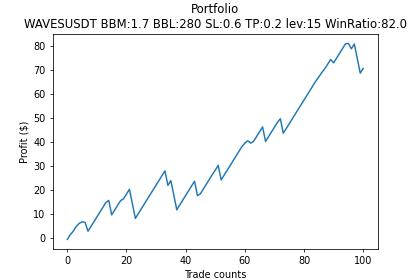 Portfolio
WAVESUSDT BBM:1.7 BBL:280 SL:0.6 TP:0.2 lev:15 WinRatio:82.0
80
70
60
50
40
30
20
10
0
Profit ($)
0 20 40 60 80 100
Trade counts